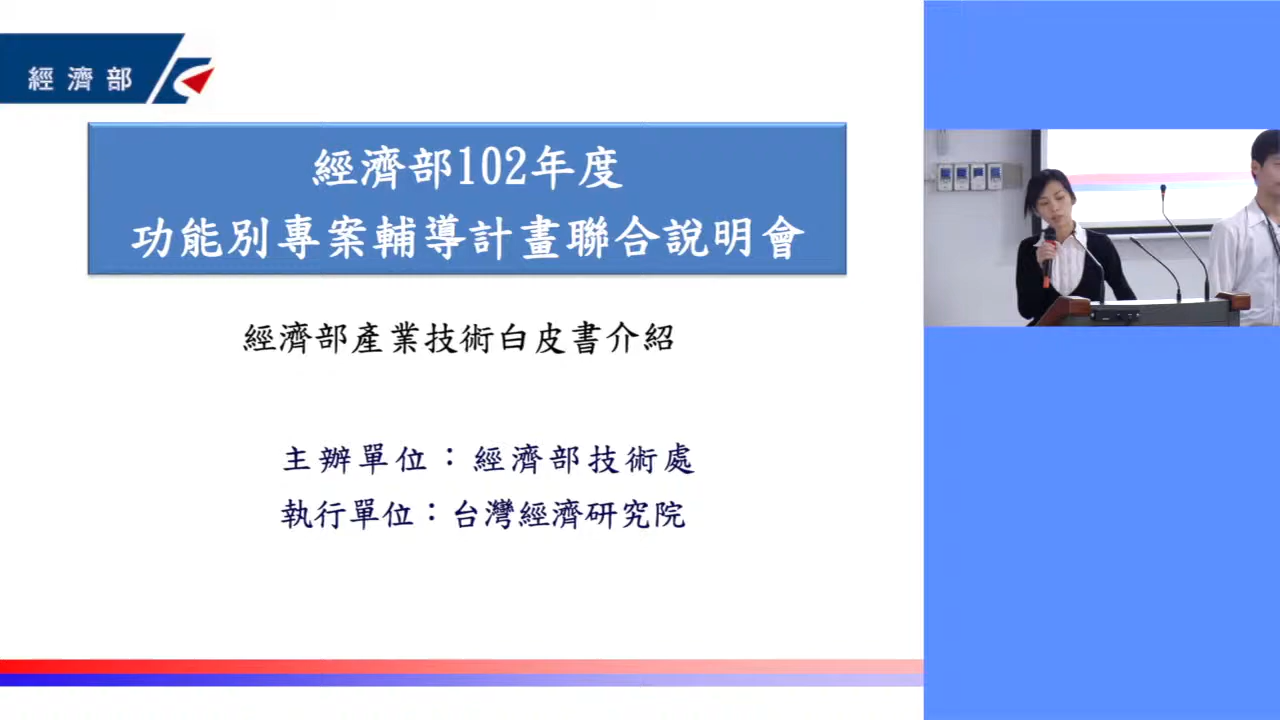 經濟部
經濟部102年度
功能別專案輔導計畫聯合說明會
經濟部產業技術白皮書介紹
主辦單位：經濟部技術處
執行單位：台灣經濟研究院